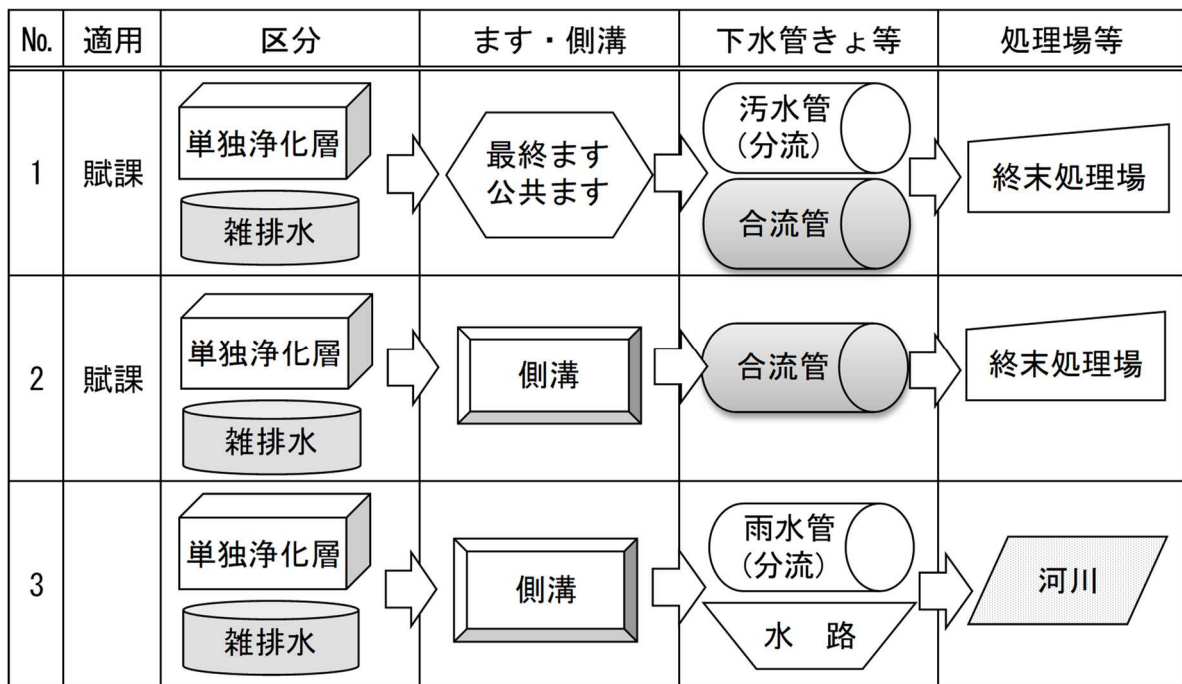 No. 適用 区分 ます・側溝 下水管きょ等 処理場等
1 賦課
単独浄化層
雑排水
最終ます
公共ます
汚水管
(分流)
合流管
終末処理場
2 賦課
単独浄化層
雑排水
側溝
合流管
終末処理場
3
単独浄化層
雑排水
側溝
雨水管
(分流)
水 路
河川